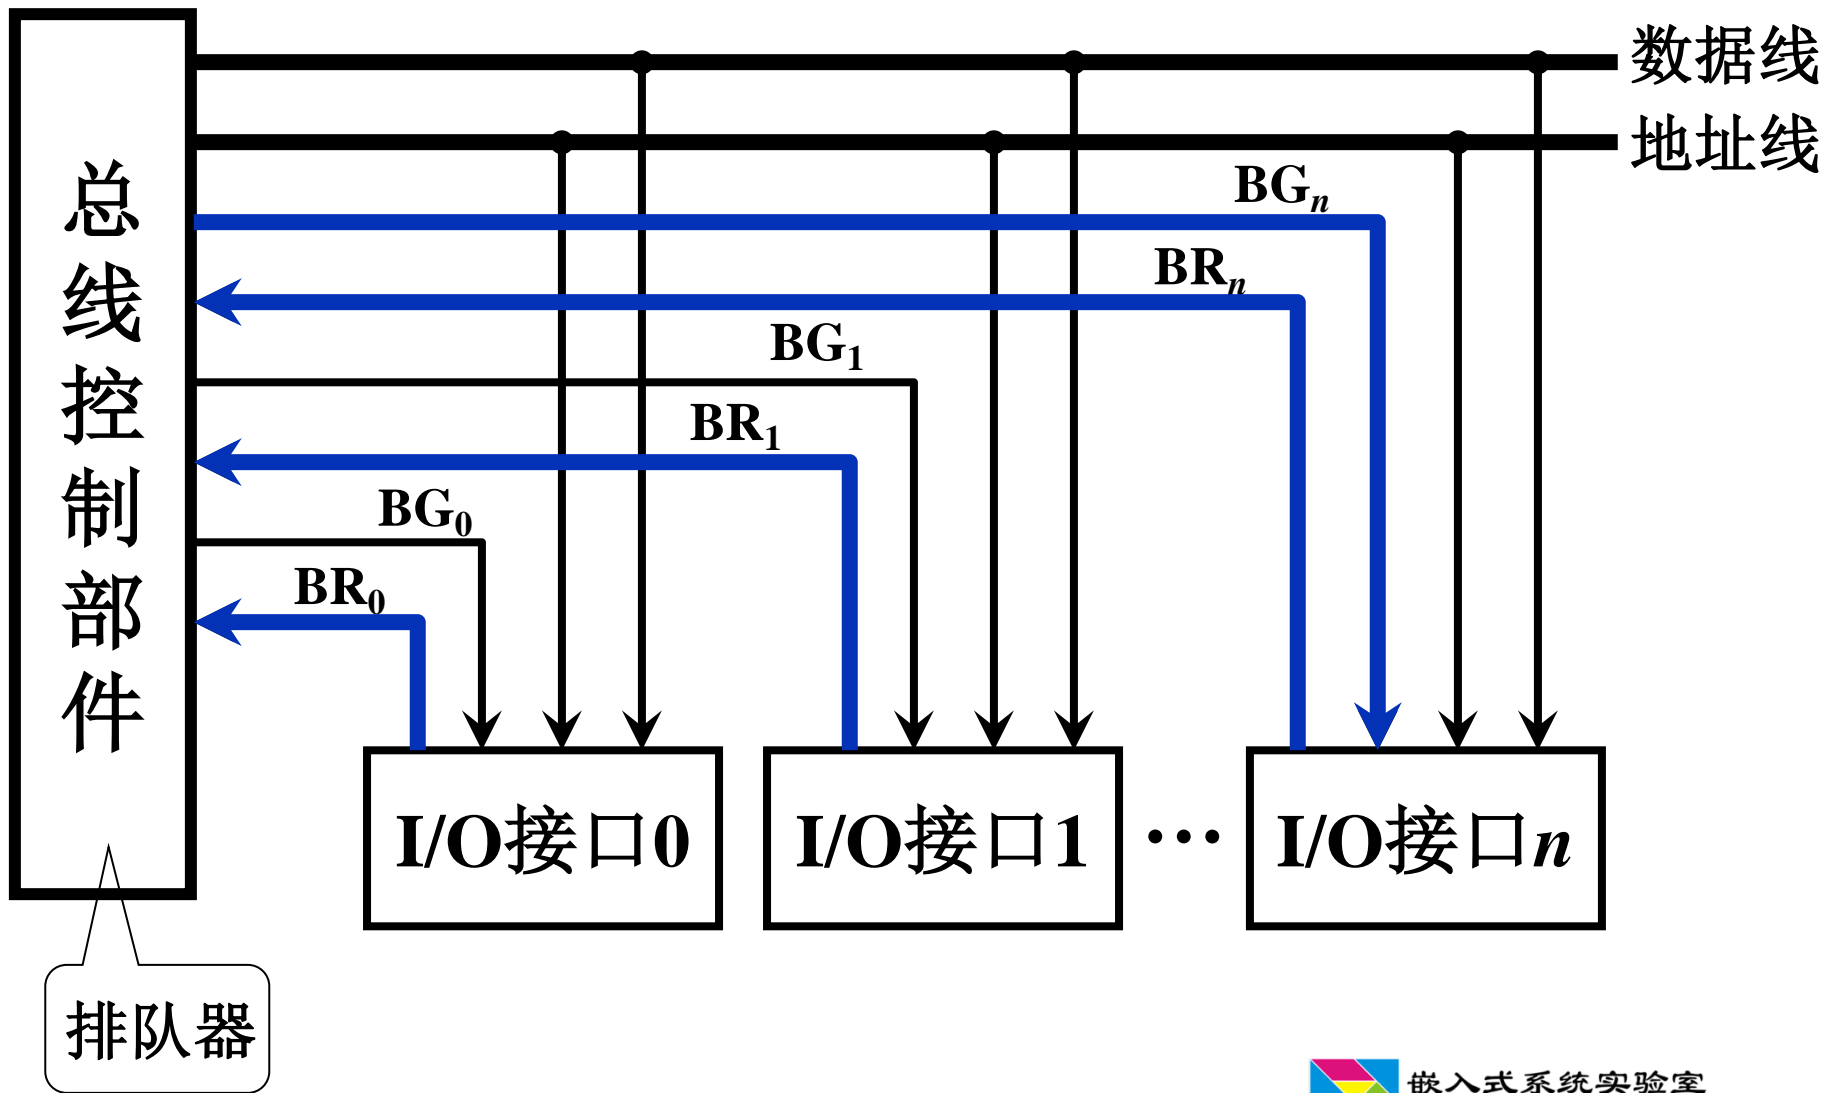 数据线
地址线
总线控制部件
BGn
BRn
BG1
BR1
BG0
BR0
I/O接口0
I/O接口1
…
I/O接口n
排队器
嵌入式系统实验室